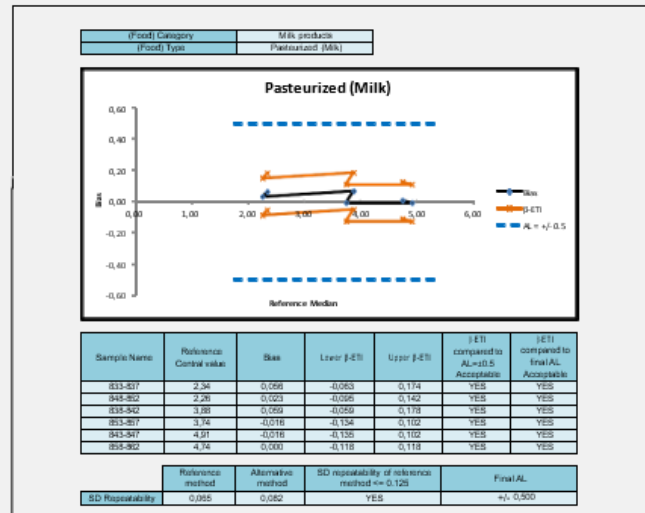 (Food) Category Milk products
(Food) Type Pasteurized (Milk)
Pasteurized (Milk)
0,60
0,40
0,20
0,00
-0,20
-0,40
-0,60
0,00 1,00 2,00 3,00 4,00 5,00 6,00
Bias
Reference Median
Bias
β-ETI
AL = +/- 0.5
Sample Name Reference Central value Bias Lower β-ETI Upper β-ETI β-ETI compared to AL=±0.5 Acceptable β-ETI compared to final AL Acceptable
833-837 2,34 0,056 -0,063 0,174 YES YES
848-852 2,26 0,023 -0,095 0,142 YES YES
838-842 3,88 0,059 -0,059 0,178 YES YES
853-857 3,74 -0,016 -0,134 0,102 YES YES
843-847 4,91 -0,016 -0,135 0,102 YES YES
858-862 4,74 0,000 -0,118 0,118 YES YES
Reference method Alternative method SD repeatability of reference method <= 0.125 Final AL
SD Repeatability 0,065 0,082 YES +/- 0,500